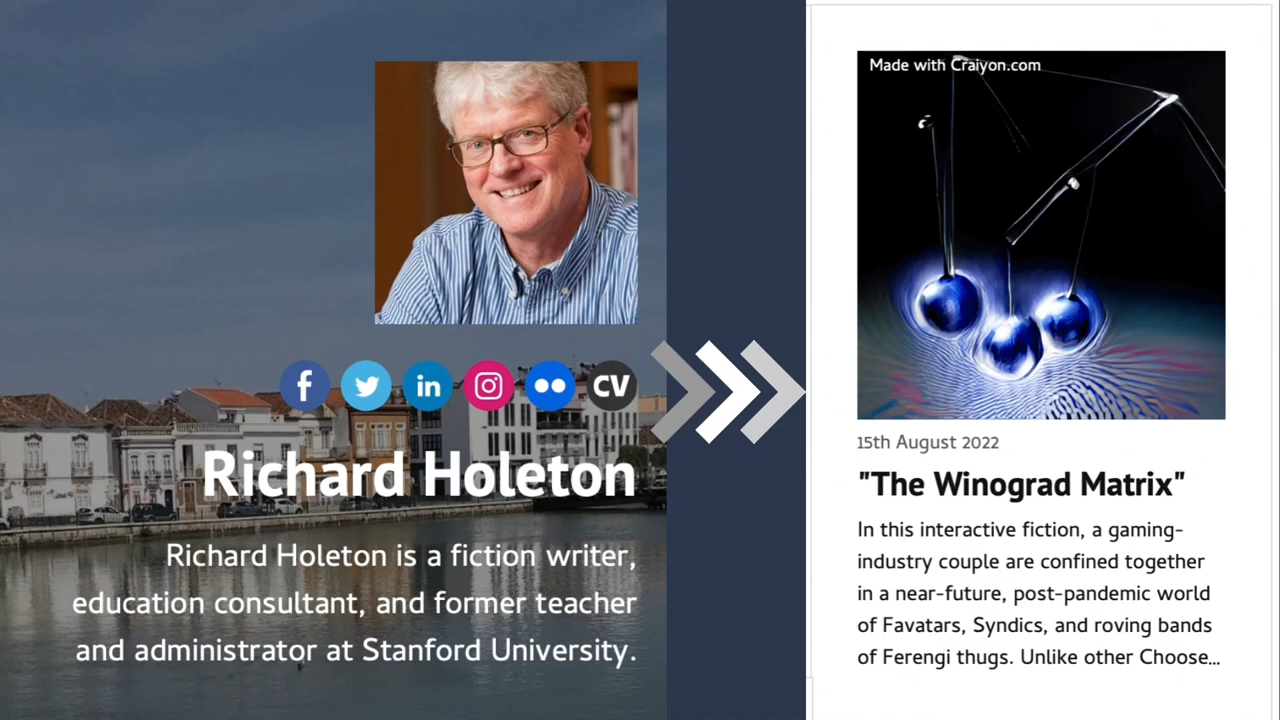 CV
Richard Holeton
Richard Holeton is a fiction writer,
education consultant, and former teacher
and administrator at Stanford University.
Made with Craiyon.com
15th August 2022
"The Winograd Matrix"
In this interactive fiction, a gaming-
industry couple are confined together
in a near-future, post-pandemic world
of Favatars, Syndics, and roving bands
of Ferengi thugs. Unlike other Choose...